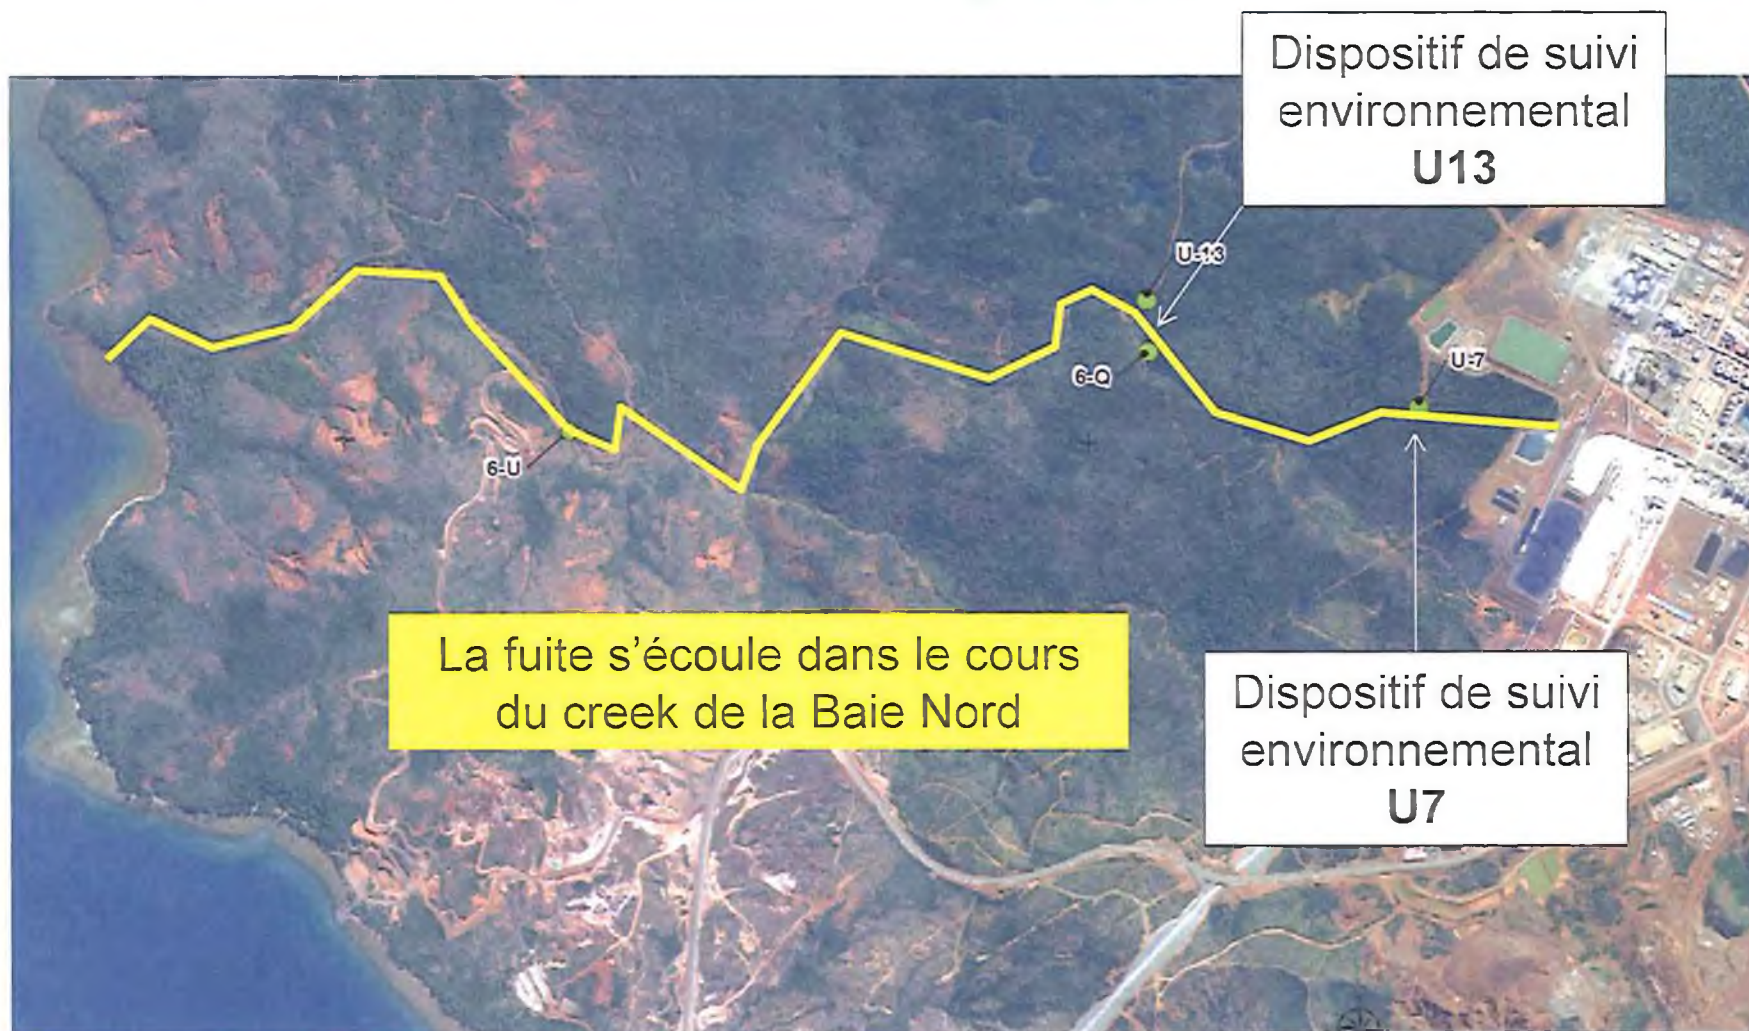 Dispositif de suivi
environnemental
U13
U-13
6-Q
U-7
6-U
La fuite s'écoule dans le cours
du creek de la Baie Nord
Dispositif de suivi
environnemental
U7